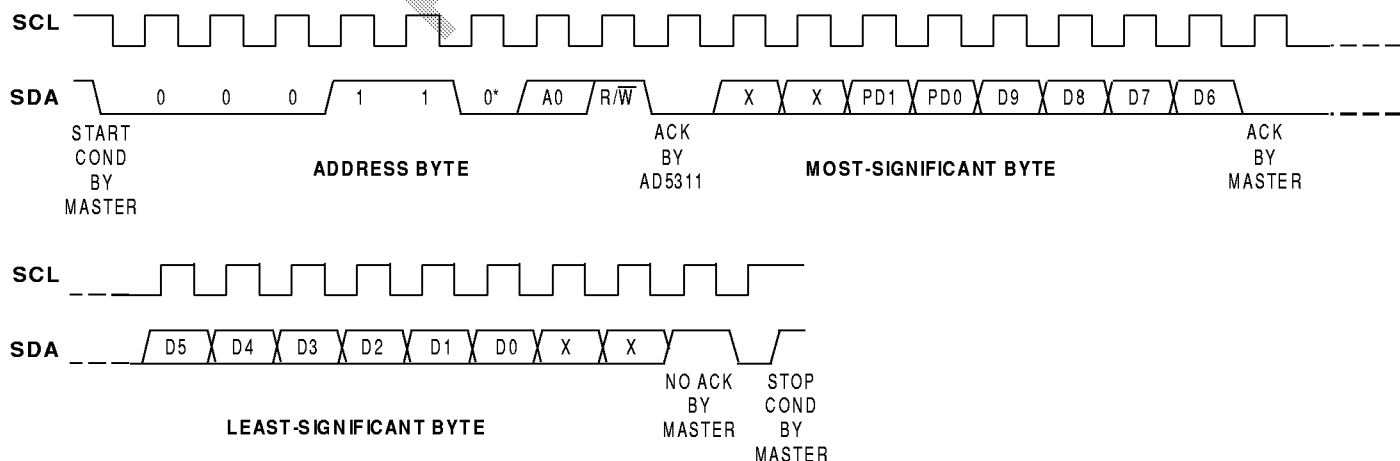 SCL
SDA 0 0 0 1 1 0* A0 R/W̅ X X PD1 PD0 D9 D8 D7 D6
START
COND
BY
MASTER
ADDRESS BYTE
ACK
BY
AD5311
MOST-SIGNIFICANT BYTE
ACK
BY
MASTER
SCL
SDA D5 D4 D3 D2 D1 D0 X X
LEAST-SIGNIFICANT BYTE
NO ACK
BY
MASTER
STOP
COND
BY
MASTER